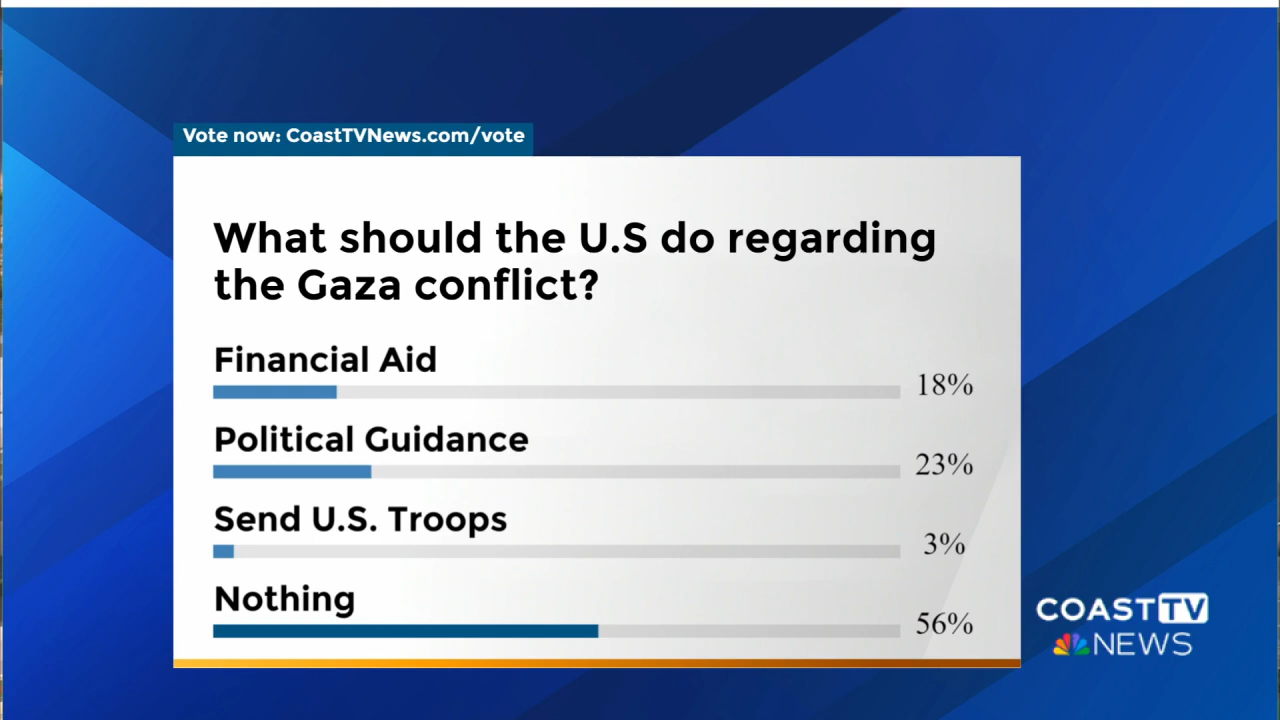 Vote now: CoastTVNews.com/vote
What should the U.S do regarding
the Gaza conflict?
Financial Aid
18%
Political Guidance
23%
Send U.S. Troops
3%
Nothing
56%
COAST TV
NEWS